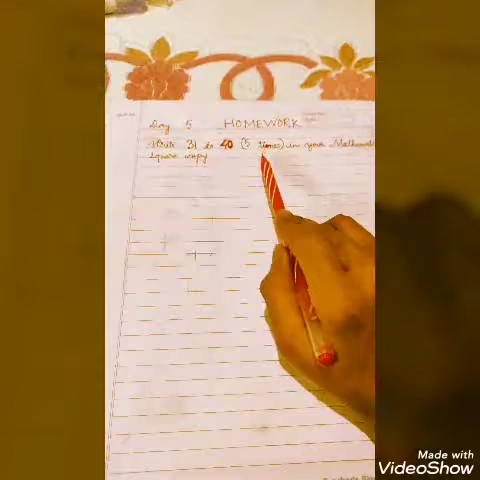 Day 5 HOMEWORK
Write 31 to 40 (5 times) in your Mathematics
square copy
Made with
VideoShow